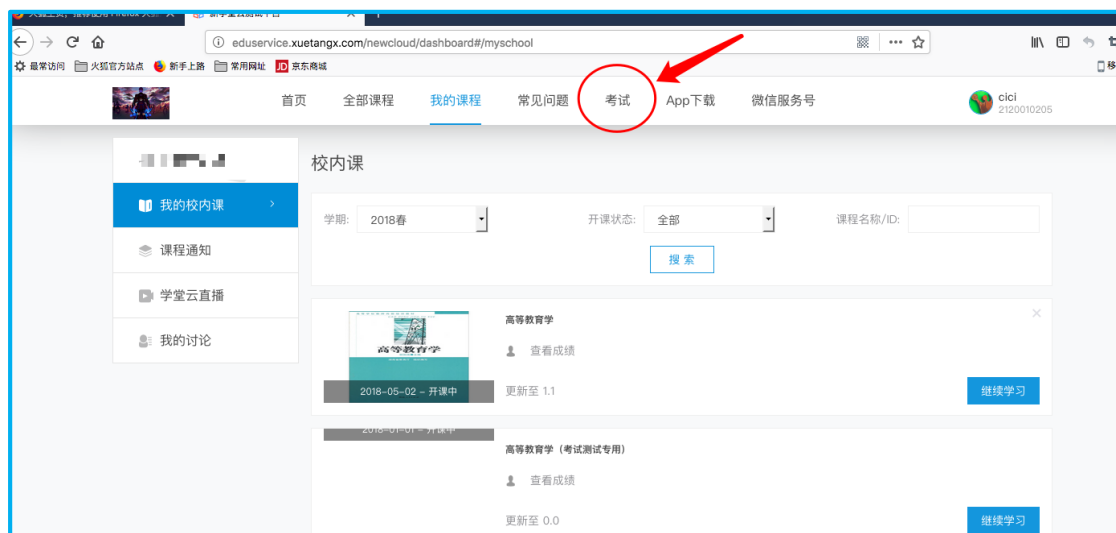 eduservice.xuetangx.com/newcloud/dashboard#/myschool
最常访问 火狐官方站点 新手上路 常用网址 JD 京东商城
首页 全部课程 我的课程 常见问题 考试 App下载 微信服务号
cici
2120010205
我的校内课
课程通知
学堂云直播
我的讨论
校内课
学期: 2018春 开课状态: 全部 课程名称/ID:
搜 索
高等教育学
2018-05-02 - 开课中
高等教育学
查看成绩
更新至 1.1
继续学习
2018-01-01 - 开课中
高等教育学（考试测试专用）
查看成绩
更新至 0.0
继续学习